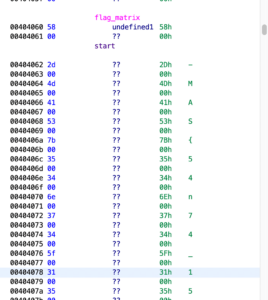 flag_matrix
00404060 58 undefined1 58h
00404061 00 ?? 00h
start
00404062 2d ?? 2Dh -
00404063 00 ?? 00h
00404064 4d ?? 4Dh M
00404065 00 ?? 00h
00404066 41 ?? 41h A
00404067 00 ?? 00h
00404068 53 ?? 53h S
00404069 00 ?? 00h
0040406a 7b ?? 7Bh {
0040406b 00 ?? 00h
0040406c 35 ?? 35h 5
0040406d 00 ?? 00h
0040406e 34 ?? 34h 4
0040406f 00 ?? 00h
00404070 6e ?? 6Eh n
00404071 00 ?? 00h
00404072 37 ?? 37h 7
00404073 00 ?? 00h
00404074 34 ?? 34h 4
00404075 00 ?? 00h
00404076 5f ?? 5Fh _
00404077 00 ?? 00h
00404078 31 ?? 31h 1
00404079 00 ?? 00h
0040407a 35 ?? 35h 5